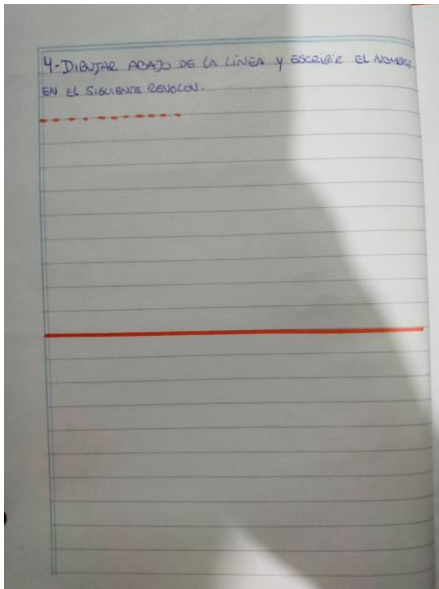 4-DIBUJAR ABAJO DE LA LÍNEA Y ESCRIBIR EL NOMBRE
EN EL SIGUIENTE RENGLON.